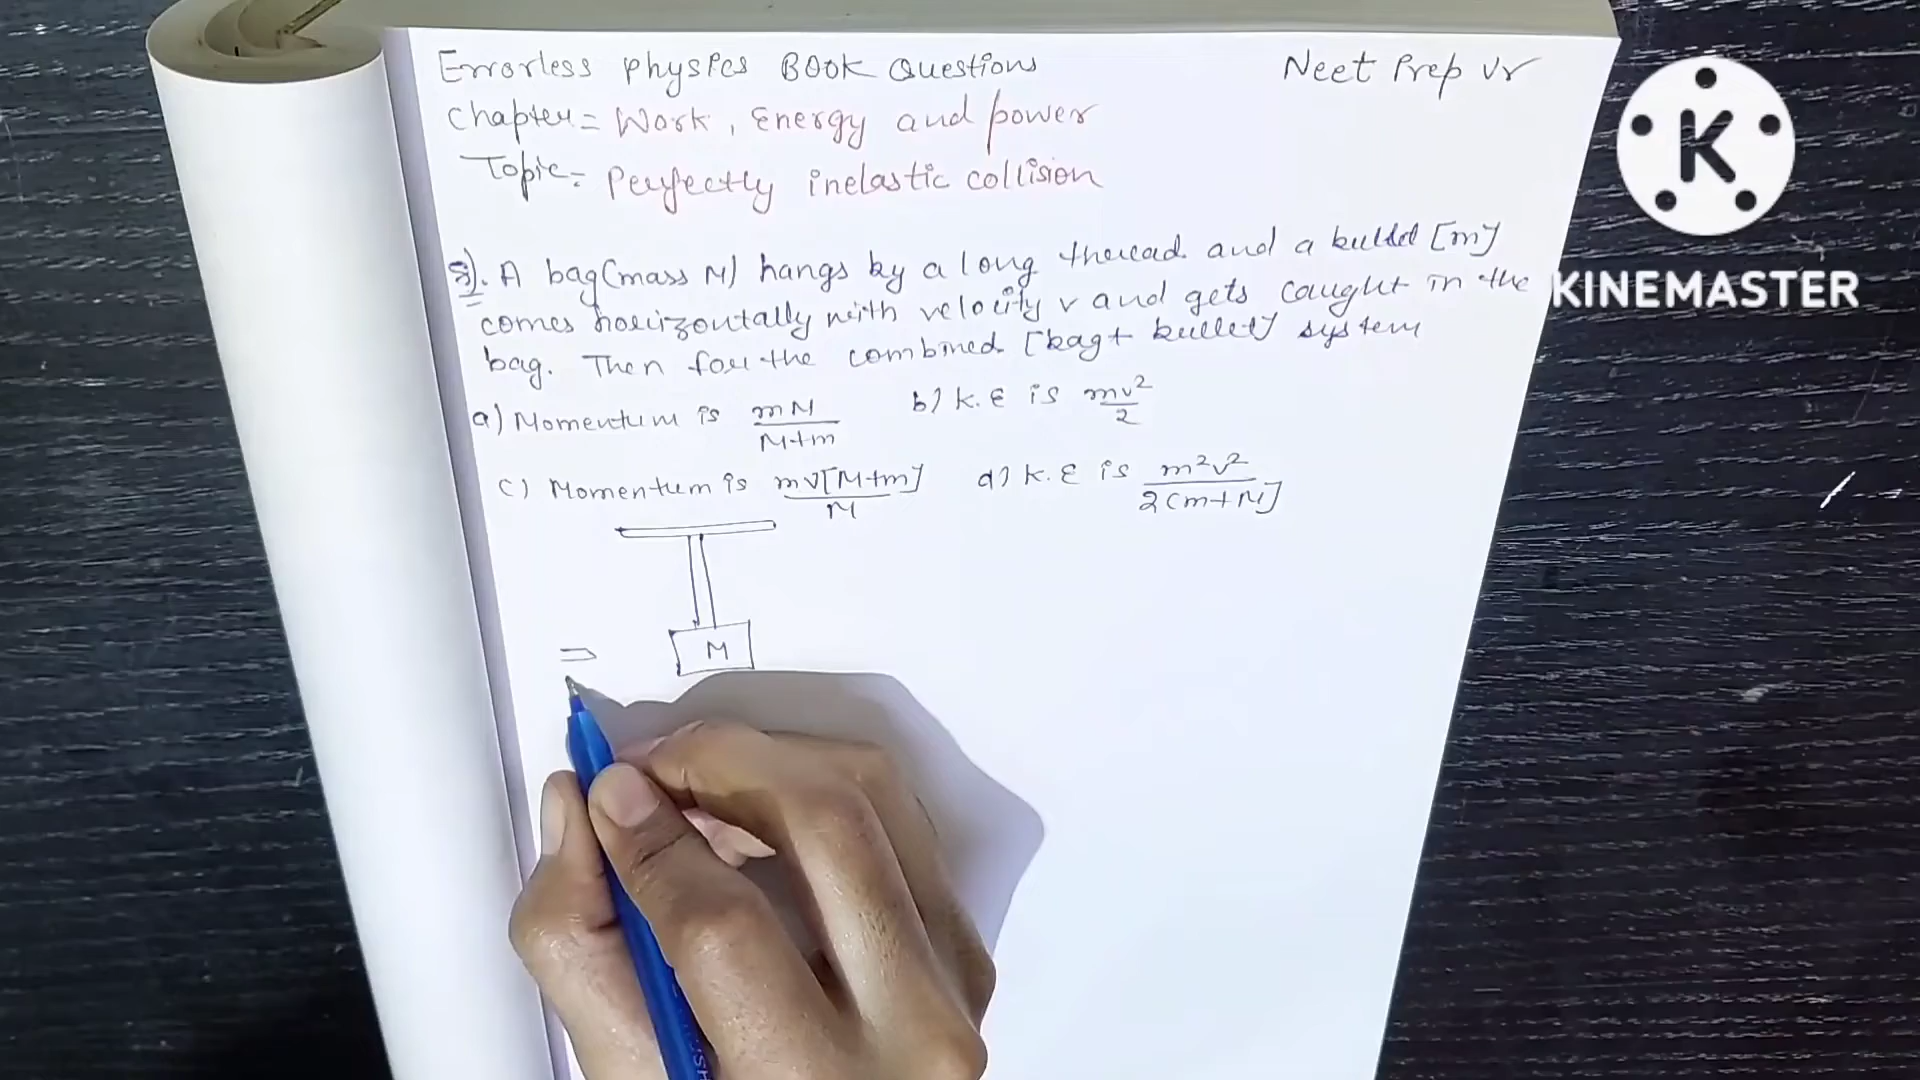 Errorless physics Book Questions
Neet Prep Vr
Chapter = Work, Energy and power
Topic = Perfectly inelastic collision
A bag (mass M) hangs by a long thread and a bullet [m]
comes horizontally with velocity v and gets caught in the
bag. Then for the combined [bag + bullet] system
a) Momentum is mM / M+m
b) K.E is mv² / 2
c) Momentum is mv[M+m] / M
d) K.E is m²v² / 2(m+M]
M
K
KINEMASTER